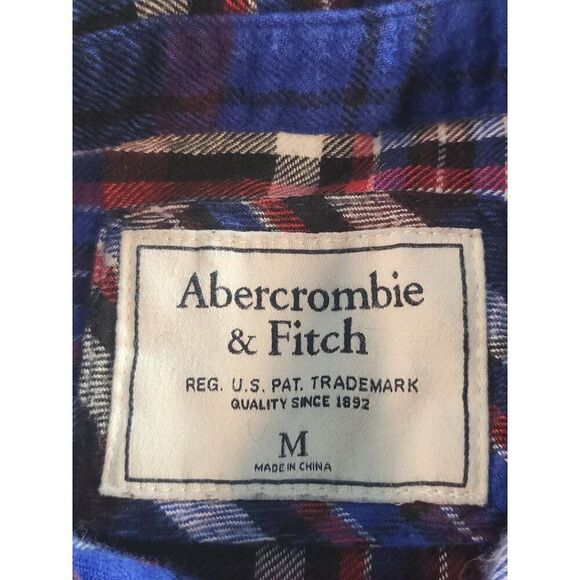 Abercrombie
& Fitch
REG. U.S. PAT. TRADEMARK
QUALITY SINCE 1892
M
MADE IN CHINA